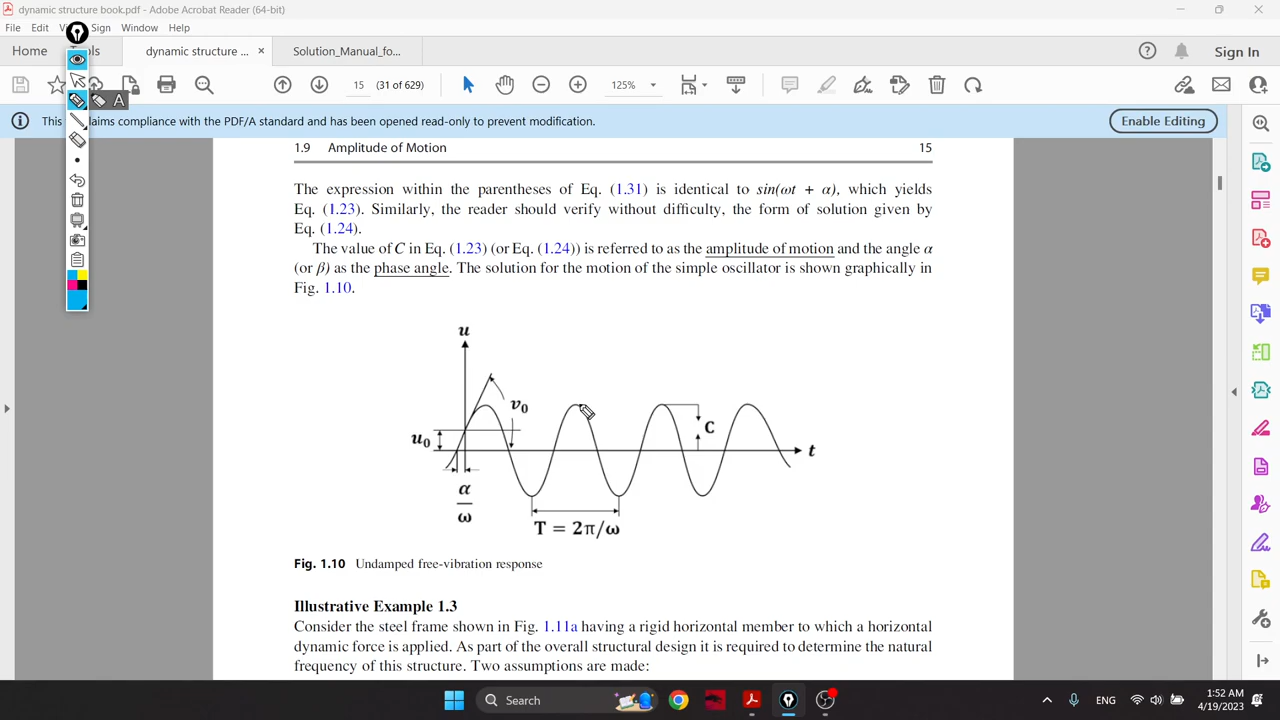 dynamic structure book.pdf - Adobe Acrobat Reader (64-bit)
File Edit Sign Window Help
Home dynamic structure ... × Solution_Manual_fo...
Sign In
15 (31 of 629) 125%
A
This claims compliance with the PDF/A standard and has been opened read-only to prevent modification.
Enable Editing
1.9 Amplitude of Motion 15
The expression within the parentheses of Eq. (1.31) is identical to sin(ωt + α), which yields
Eq. (1.23). Similarly, the reader should verify without difficulty, the form of solution given by
Eq. (1.24).
The value of C in Eq. (1.23) (or Eq. (1.24)) is referred to as the amplitude of motion and the angle α
(or β) as the phase angle. The solution for the motion of the simple oscillator is shown graphically in
Fig. 1.10.
u
v₀
C
u₀
t
α
ω
T = 2π/ω
Fig. 1.10 Undamped free-vibration response
Illustrative Example 1.3
Consider the steel frame shown in Fig. 1.11a having a rigid horizontal member to which a horizontal
dynamic force is applied. As part of the overall structural design it is required to determine the natural
frequency of this structure. Two assumptions are made:
Search
ENG
1:52 AM
4/19/2023